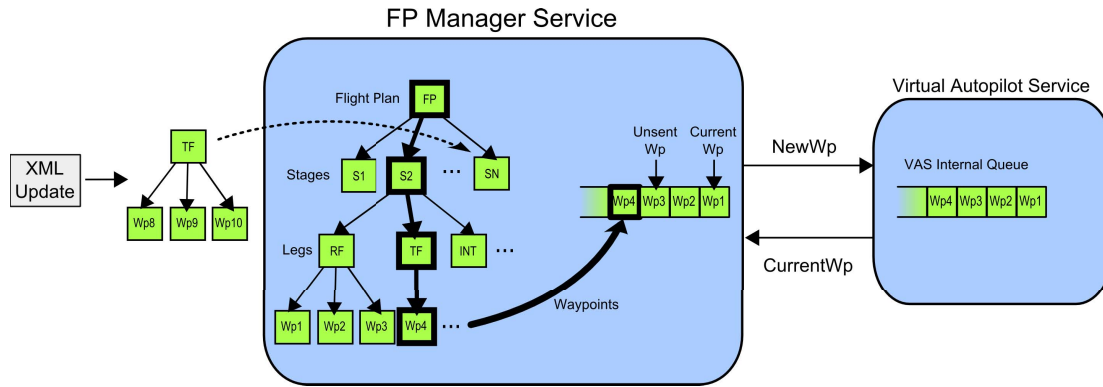 FP Manager Service
Virtual Autopilot Service
Flight Plan
FP
XML
Update
TF
Wp8
Wp9
Wp10
Stages
S1
S2
...
SN
Legs
RF
TF
INT
...
Wp1
Wp2
Wp3
Wp4
...
Waypoints
Unsent
Wp
Current
Wp
Wp4
Wp3
Wp2
Wp1
NewWp
CurrentWp
VAS Internal Queue
Wp4
Wp3
Wp2
Wp1